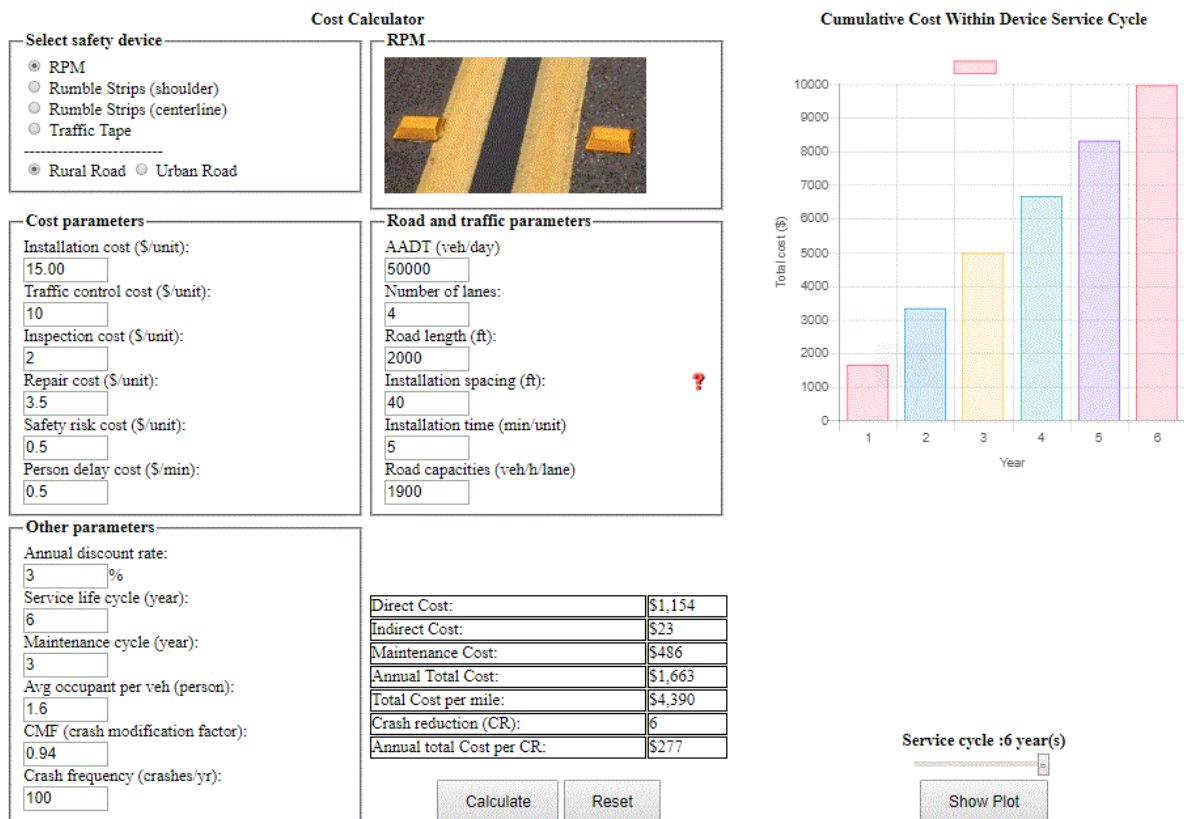 Cost Calculator
Select safety device
RPM
Rumble Strips (shoulder)
Rumble Strips (centerline)
Traffic Tape
-------------------------
Rural Road Urban Road
RPM
Cost parameters
Installation cost ($/unit):
15.00
Traffic control cost ($/unit):
10
Inspection cost ($/unit):
2
Repair cost ($/unit):
3.5
Safety risk cost ($/unit):
0.5
Person delay cost ($/min):
0.5
Road and traffic parameters
AADT (veh/day)
50000
Number of lanes:
4
Road length (ft):
2000
Installation spacing (ft):
?
40
Installation time (min/unit)
5
Road capacities (veh/h/lane)
1900
Other parameters
Annual discount rate:
3 %
Service life cycle (year):
6
Maintenance cycle (year):
3
Avg occupant per veh (person):
1.6
CMF (crash modification factor):
0.94
Crash frequency (crashes/yr):
100
Direct Cost: $1,154
Indirect Cost: $23
Maintenance Cost: $486
Annual Total Cost: $1,663
Total Cost per mile: $4,390
Crash reduction (CR): 6
Annual total Cost per CR: $277
Calculate Reset
Cumulative Cost Within Device Service Cycle
10000
9000
8000
7000
6000
5000
4000
3000
2000
1000
0
Total cost ($)
1 2 3 4 5 6
Year
Service cycle :6 year(s)
Show Plot